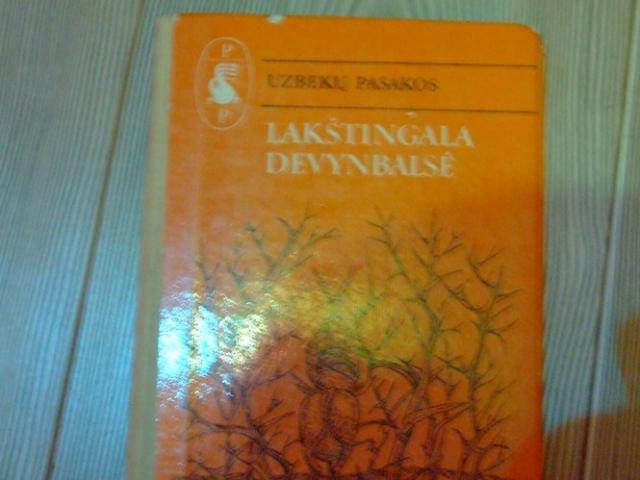 P
P
UZBEKŲ PASAKOS
LAKŠTINGALA
DEVYNBALSĖ